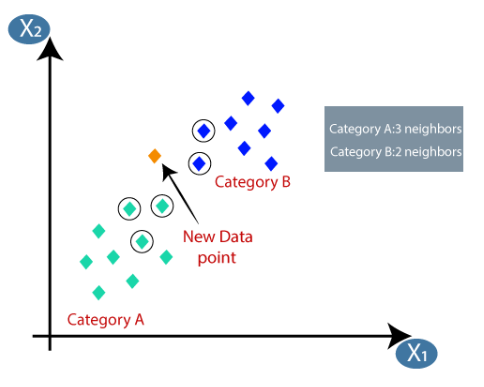 X2
Category A:3 neighbors
Category B:2 neighbors
Category B
New Data
point
Category A
X1